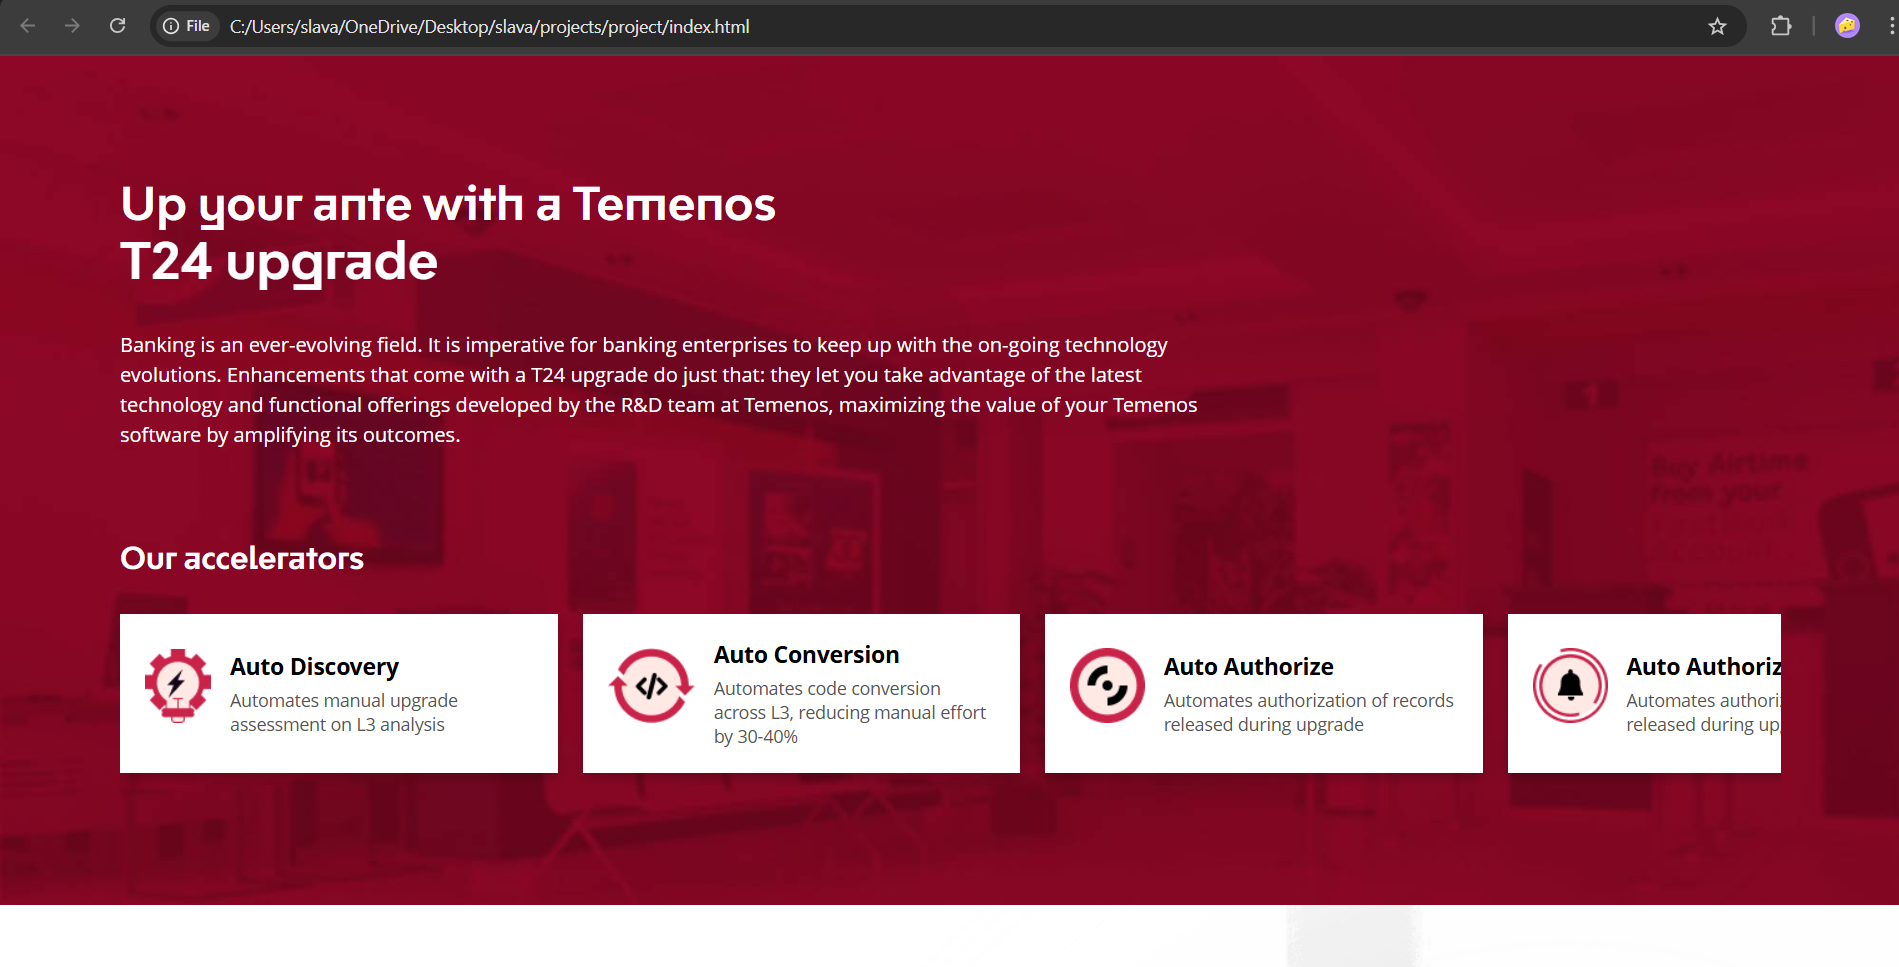 File
C:/Users/slava/OneDrive/Desktop/slava/projects/project/index.html
Up your ante with a Temenos
T24 upgrade
Banking is an ever-evolving field. It is imperative for banking enterprises to keep up with the on-going technology
evolutions. Enhancements that come with a T24 upgrade do just that: they let you take advantage of the latest
technology and functional offerings developed by the R&D team at Temenos, maximizing the value of your Temenos
software by amplifying its outcomes.
Buy Airtime
from your
Our accelerators
Auto Discovery
Automates manual upgrade
assessment on L3 analysis
Auto Conversion
Automates code conversion
across L3, reducing manual effort
by 30-40%
Auto Authorize
Automates authorization of records
released during upgrade
Auto Authoriz
Automates authori
released during up